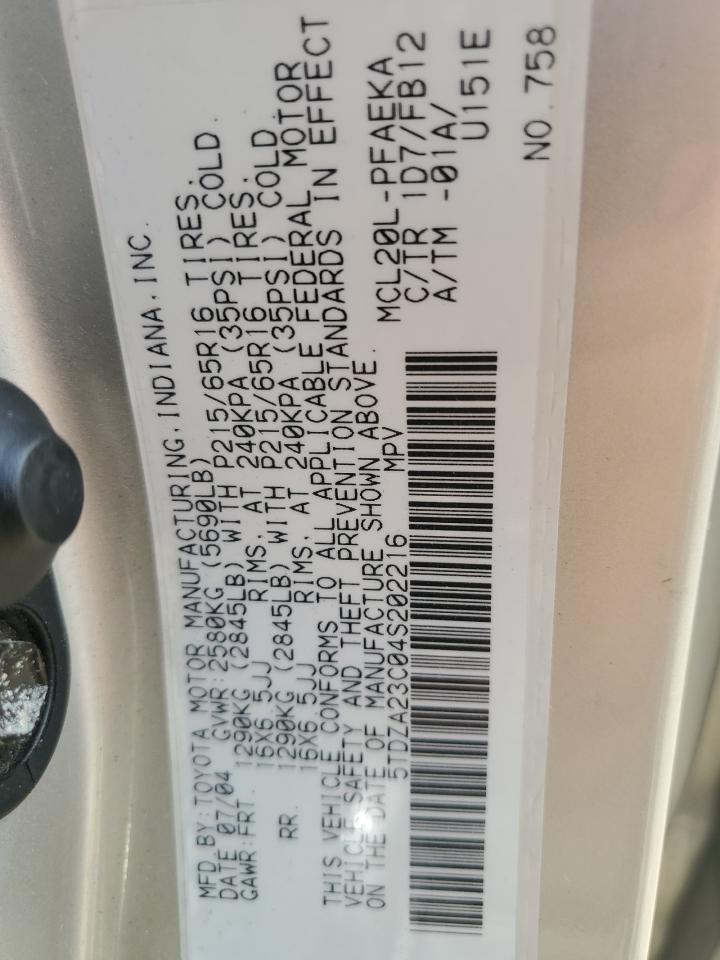 MFD.BY:TOYOTA MOTOR MANUFACTURING,INDIANA,INC.
DATE 07/04 GVWR:2580KG (5690LB)
GAWR:FRT. 1290KG (2845LB) WITH P215/65R16 TIRES.
16X6.5JJ RIMS, AT 240KPA (35PSI) COLD.
RR. 1290KG (2845LB) WITH P215/65R16 TIRES.
16X6.5JJ RIMS, AT 240KPA (35PSI) COLD.
THIS VEHICLE CONFORMS TO ALL APPLICABLE FEDERAL MOTOR
VEHICLE SAFETY AND THEFT PREVENTION STANDARDS IN EFFECT
ON THE DATE OF MANUFACTURE SHOWN ABOVE.
5TDZA23C04S202216 MPV
MCL20L-PFAEKA
C/TR 1D7/FB12
A/TM -01A/
U151E
NO.758